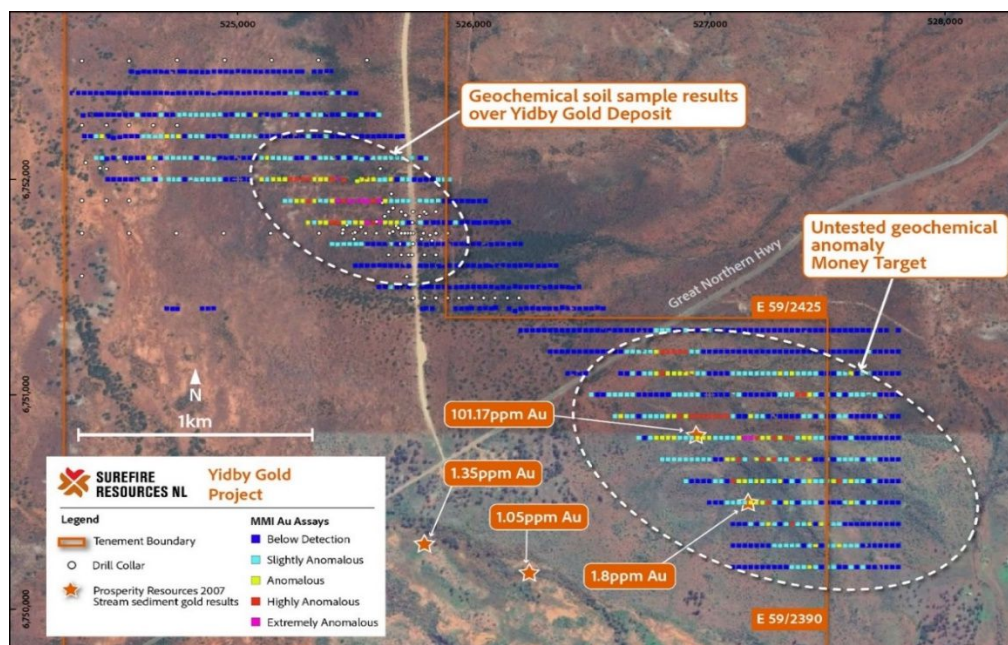 525,000
526,000
527,000
528,000
6,752,000
6,751,000
6,750,000
Geochemical soil sample results
over Yidby Gold Deposit
Untested geochemical
anomaly
Money Target
Great Northern Hwy
E 59/2425
101.17ppm Au
1.35ppm Au
1.05ppm Au
1.8ppm Au
E 59/2390
N
1km
SUREFIRE
RESOURCES NL
Yidby Gold
Project
Legend
Tenement Boundary
Drill Collar
Prosperity Resources 2007
Stream sediment gold results
MMI Au Assays
Below Detection
Slightly Anomalous
Anomalous
Highly Anomalous
Extremely Anomalous